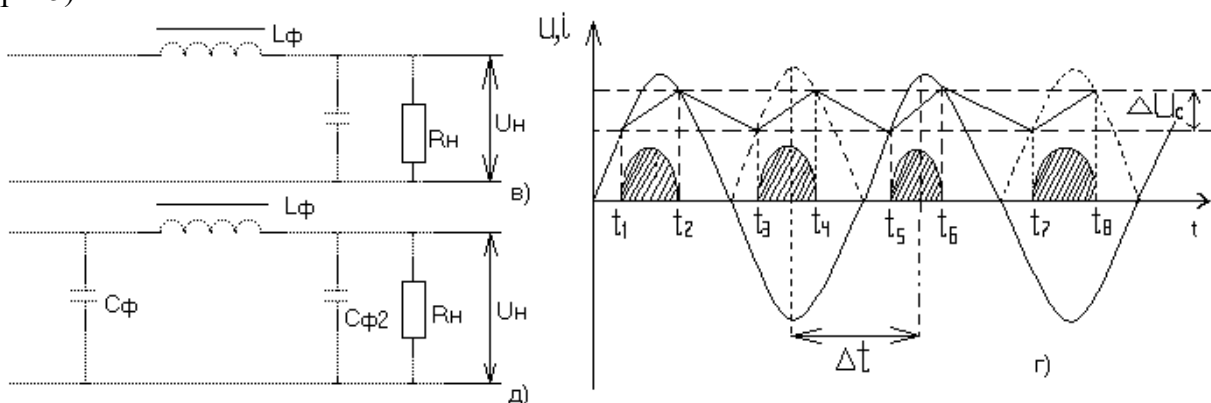 Lф
Rн
Uн
в)
Lф
Cф
Cф2
Rн
Uн
д)
U,i
ΔUc
t₁ t₂ t₃ t₄ t₅ t₆ t₇ t₈ t
Δt
г)